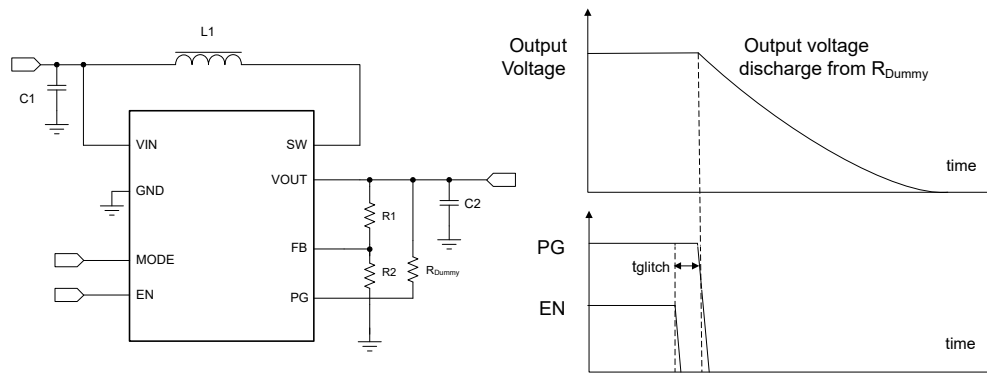 L1
C1
VIN
SW
VOUT
GND
C2
R1
FB
MODE
R2
RDummy
EN
PG
Output
Voltage
Output voltage
discharge from RDummy
time
PG
tglitch
EN
time